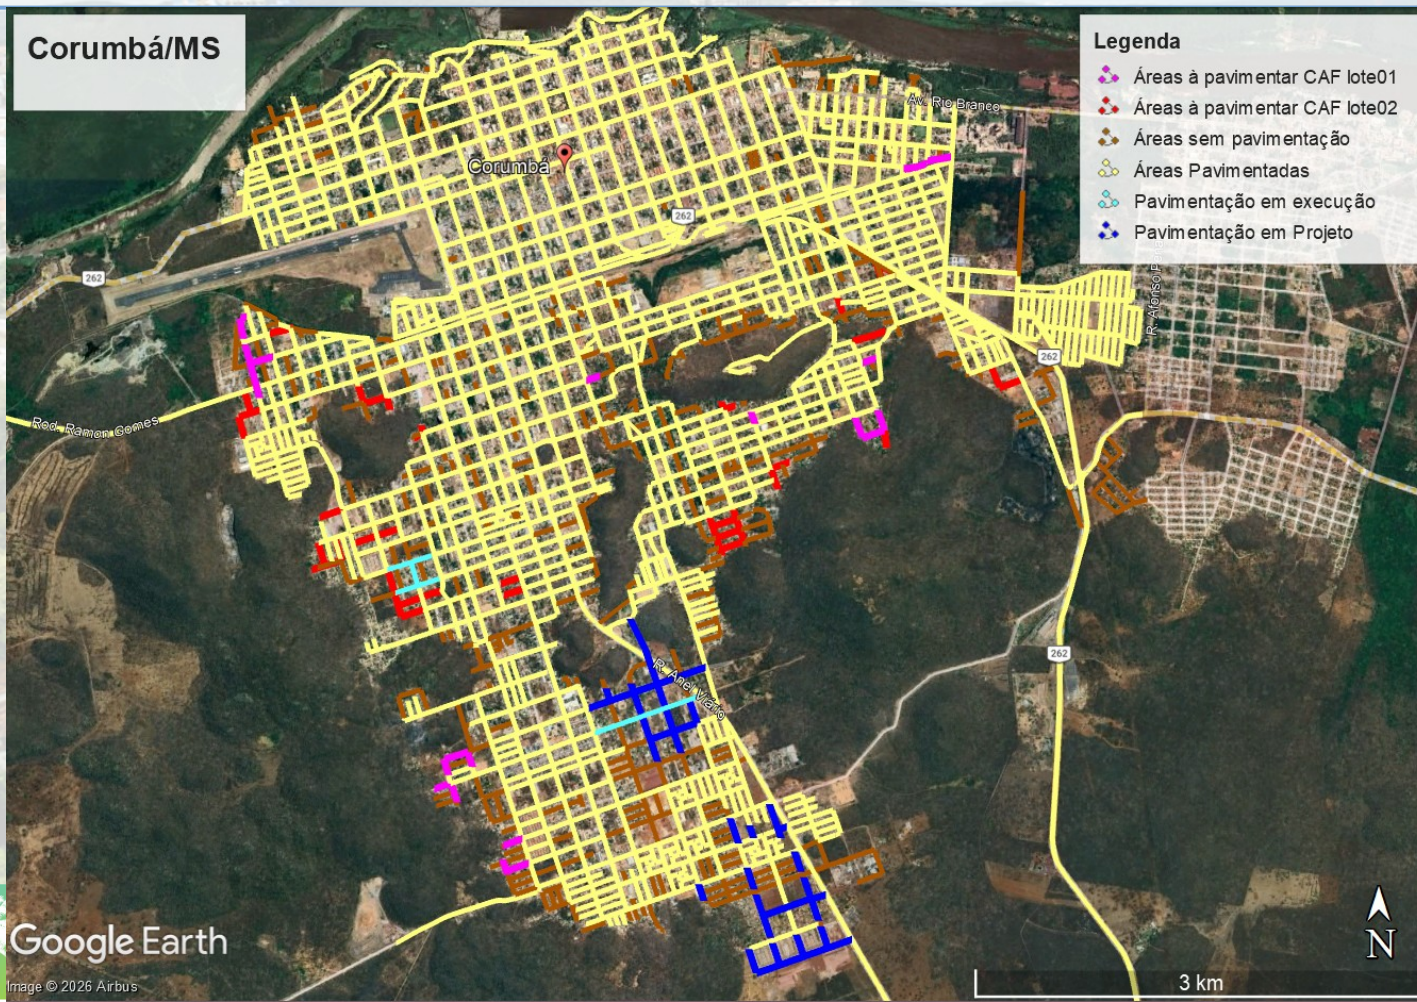 Corumbá/MS
Legenda
Áreas à pavimentar CAF lote01
Áreas à pavimentar CAF lote02
Áreas sem pavimentação
Áreas Pavimentadas
Pavimentação em execução
Pavimentação em Projeto
Av. Rio Branco
Corumbá
262
262
R. Afonso
262
Rod. Ramon Gomes
262
R. Anel Viário
Google Earth
N
Image © 2026 Airbus
3 km